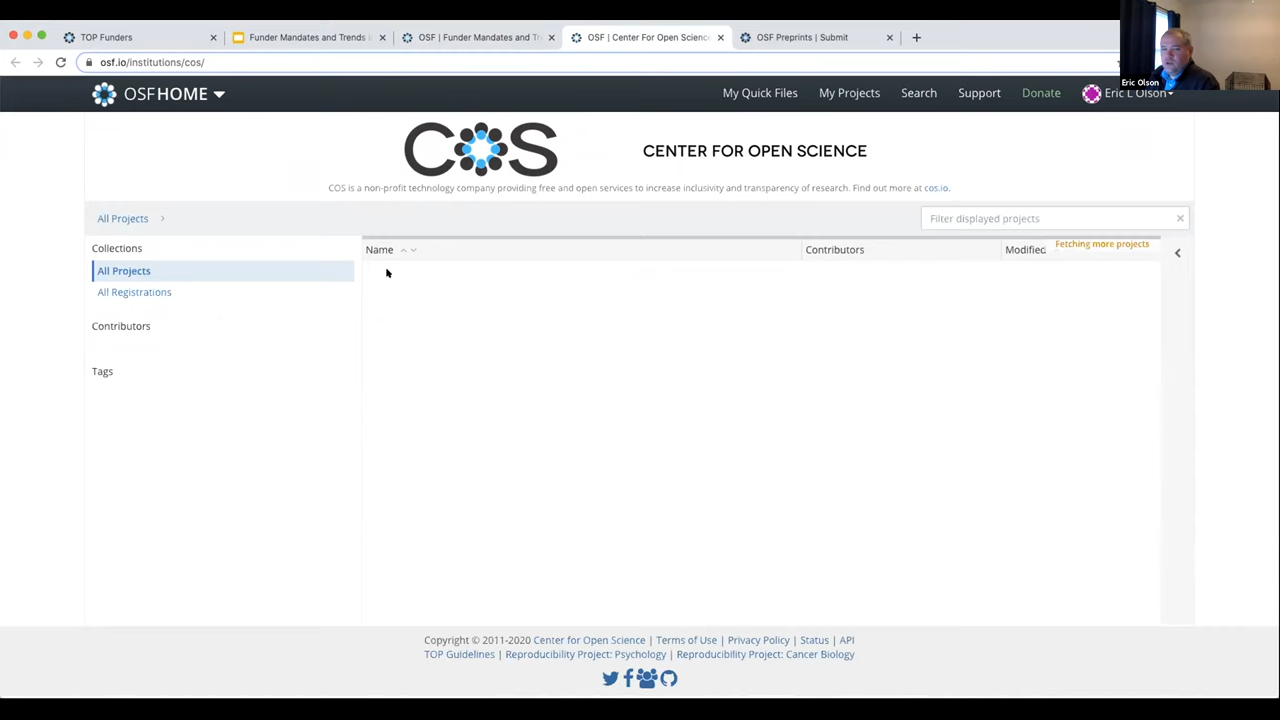 TOP Funders
Funder Mandates and Trends i
OSF | Funder Mandates and Tr
OSF | Center For Open Science
OSF Preprints | Submit
osf.io/institutions/cos/
Eric Olson
OSFHOME
My Quick Files
My Projects
Search
Support
Donate
Eric L Olson
COS
CENTER FOR OPEN SCIENCE
COS is a non-profit technology company providing free and open services to increase inclusivity and transparency of research. Find out more at cos.io.
All Projects
Filter displayed projects
Collections
All Projects
All Registrations
Contributors
Tags
Name
Contributors
Modified
Fetching more projects
Copyright © 2011-2020 Center for Open Science | Terms of Use | Privacy Policy | Status | API
TOP Guidelines | Reproducibility Project: Psychology | Reproducibility Project: Cancer Biology